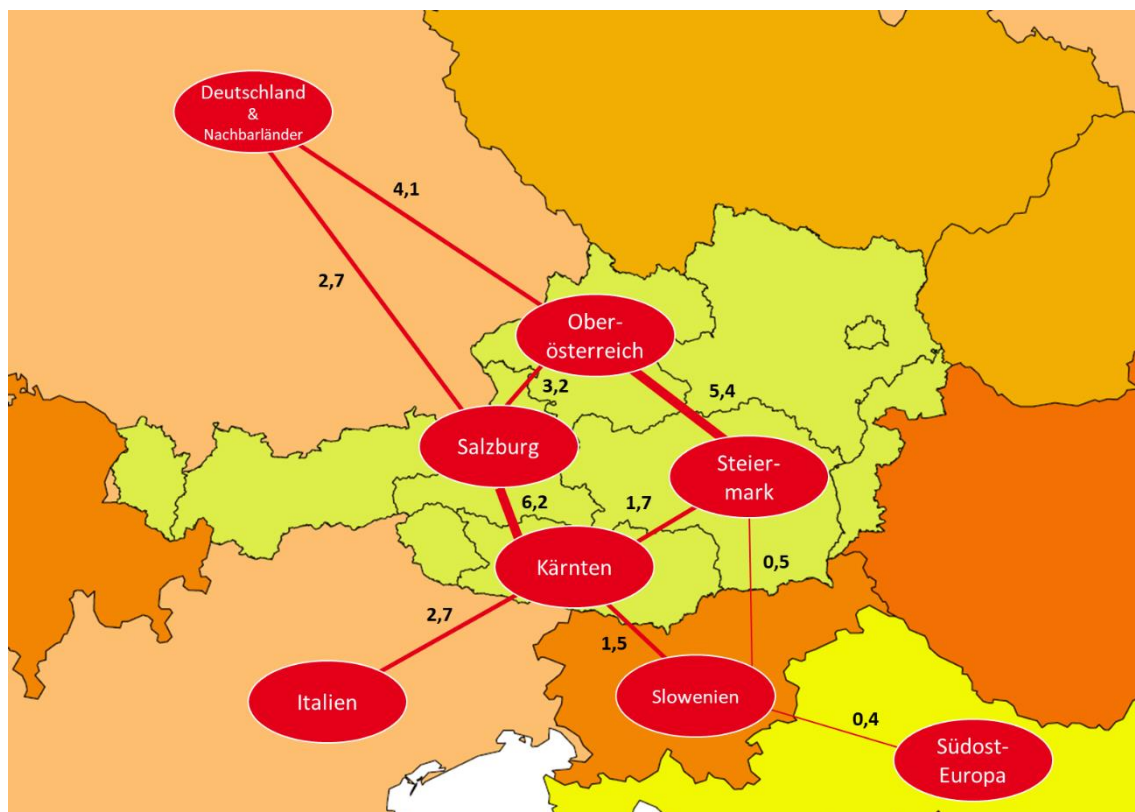 Deutschland
&
Nachbarländer
4,1
2,7
Ober-
österreich
3,2
5,4
Salzburg
Steier-
mark
6,2
1,7
Kärnten
0,5
2,7
1,5
Italien
Slowenien
0,4
Südost-
Europa